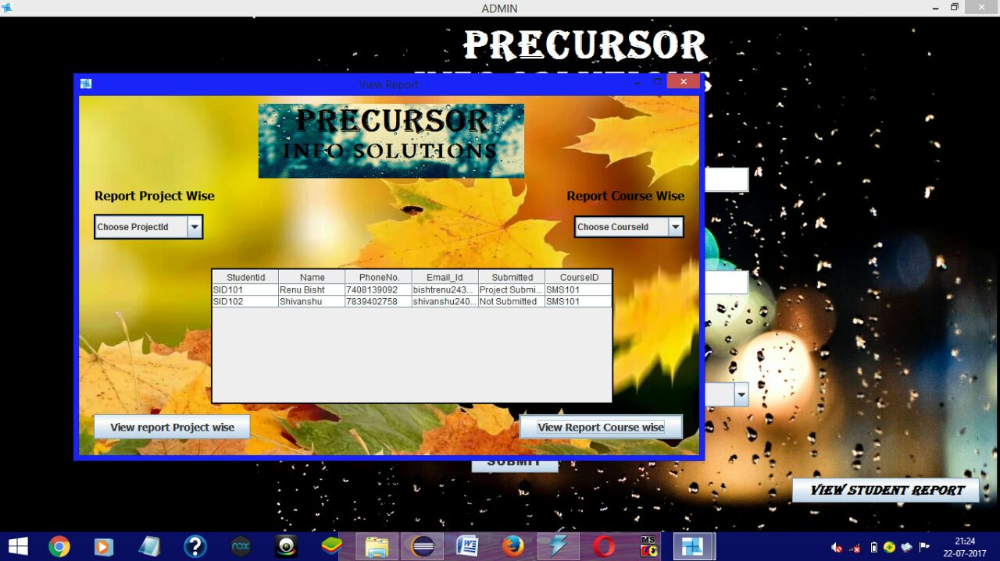 ADMIN
PRECURSOR
View Report
PRECURSOR
INFO SOLUTIONS
Report Project Wise
Report Course Wise
Choose ProjectId
Choose CourseId
Studentid Name PhoneNo. Email_Id Submitted CourseID
SID101 Renu Bisht 7408139092 bishtrenu243... Project Submi... SMS101
SID102 Shivanshu 7839402758 shivanshu240... Not Submitted SMS101
View report Project wise
View Report Course wise
SUBMIT
VIEW STUDENT REPORT
nox
MS
21:24
22-07-2017